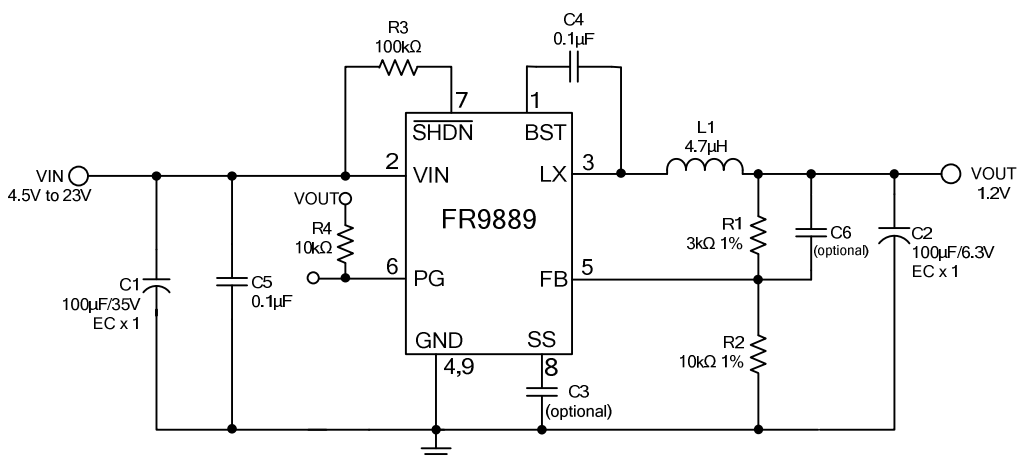 R3
100kΩ
C4
0.1μF
7
1
SHDN
BST
L1
4.7μH
VIN
4.5V to 23V
2
VIN
LX
3
VOUT
1.2V
VOUT
R4
10kΩ
FR9889
R1
3kΩ 1%
C6
(optional)
C2
100μF/6.3V
EC x 1
6
PG
FB
5
C1
100μF/35V
EC x 1
C5
0.1μF
GND
SS
R2
10kΩ 1%
4,9
8
C3
(optional)